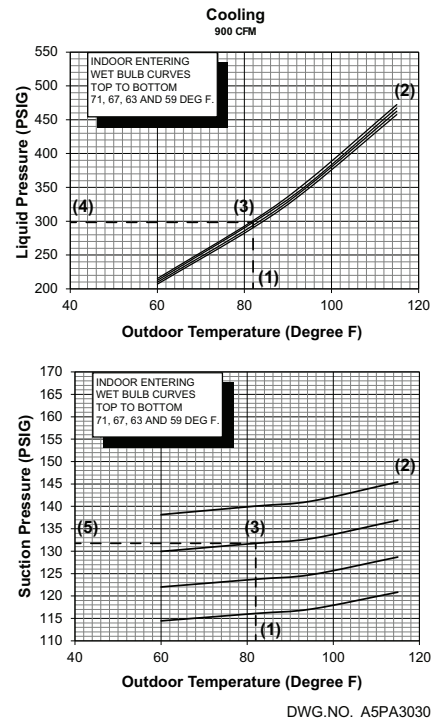 Cooling
900 CFM
550
500
450
400
350
300
250
200
Liquid Pressure (PSIG)
INDOOR ENTERING
WET BULB CURVES
TOP TO BOTTOM
71, 67, 63 AND 59 DEG F.
(2)
(4)
(3)
(1)
40 60 80 100 120
Outdoor Temperature (Degree F)
170
165
160
155
150
145
140
135
130
125
120
115
110
Suction Pressure (PSIG)
INDOOR ENTERING
WET BULB CURVES
TOP TO BOTTOM
71, 67, 63 AND 59 DEG F.
(2)
(5)
(3)
(1)
40 60 80 100 120
Outdoor Temperature (Degree F)
DWG.NO. A5PA3030